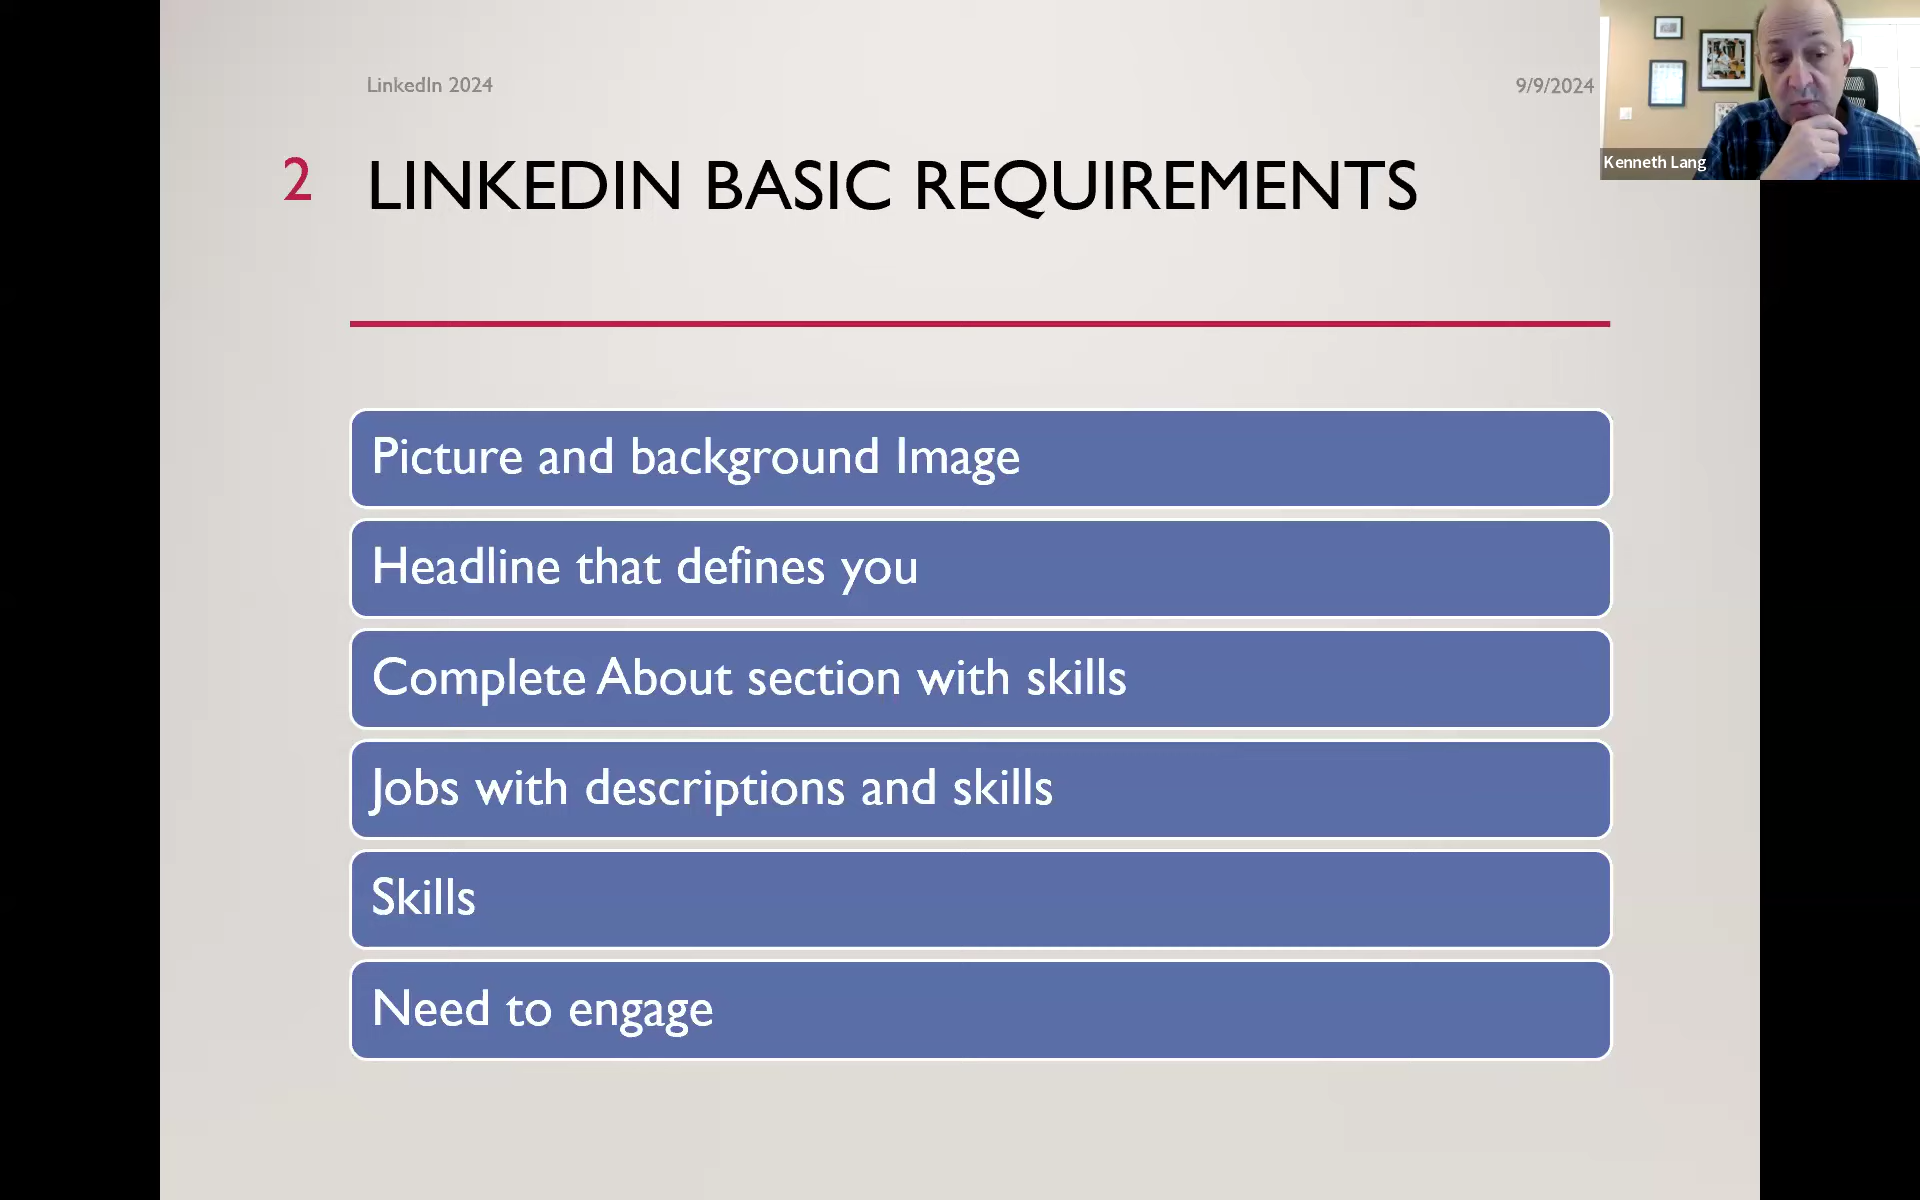 LinkedIn 2024
9/9/2024
Kenneth Lang
2 LINKEDIN BASIC REQUIREMENTS
Picture and background Image
Headline that defines you
Complete About section with skills
Jobs with descriptions and skills
Skills
Need to engage